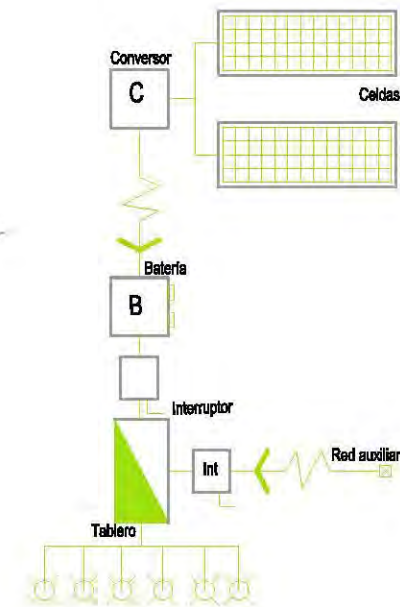 Conversor
C
Celdas
Batería
B
Interruptor
Int
Red auxiliar
Tablero